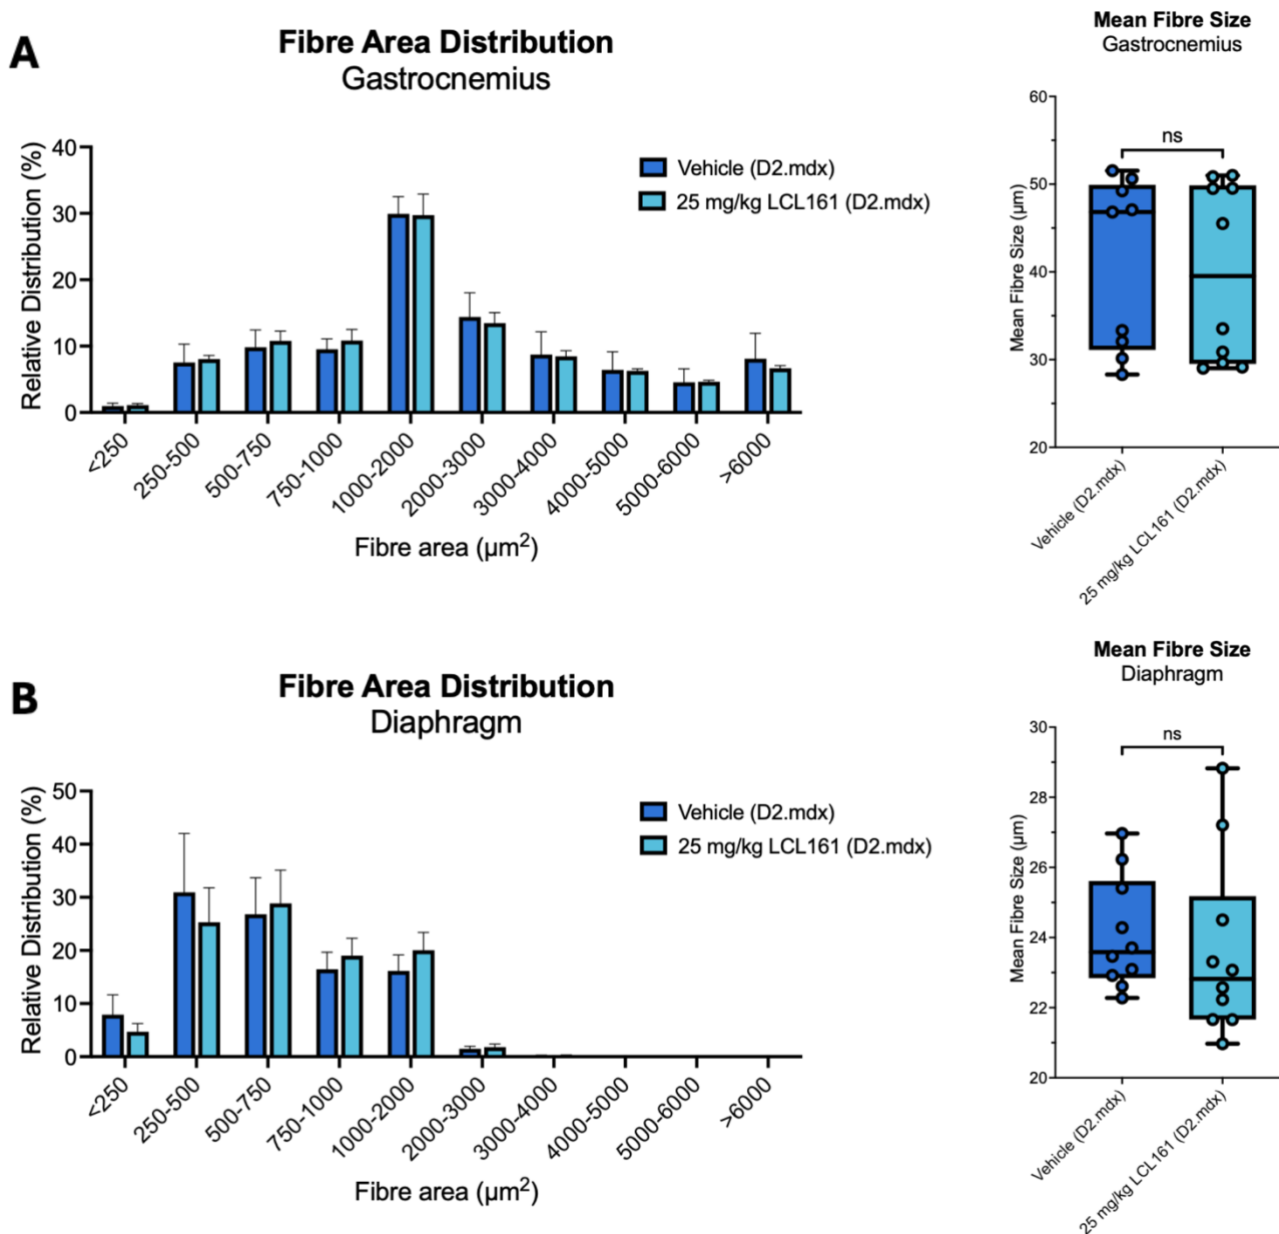 A
Fibre Area Distribution
Gastrocnemius
Relative Distribution (%)
40
30
20
10
0
Vehicle (D2.mdx)
25 mg/kg LCL161 (D2.mdx)
<250
250-500
500-750
750-1000
1000-2000
2000-3000
3000-4000
4000-5000
5000-6000
>6000
Fibre area (µm²)
Mean Fibre Size
Gastrocnemius
Mean Fibre Size (µm)
60
50
40
30
20
ns
Vehicle (D2.mdx)
25 mg/kg LCL161 (D2.mdx)
B
Fibre Area Distribution
Diaphragm
Relative Distribution (%)
50
40
30
20
10
0
Vehicle (D2.mdx)
25 mg/kg LCL161 (D2.mdx)
<250
250-500
500-750
750-1000
1000-2000
2000-3000
3000-4000
4000-5000
5000-6000
>6000
Fibre area (µm²)
Mean Fibre Size
Diaphragm
Mean Fibre Size (µm)
30
28
26
24
22
20
ns
Vehicle (D2.mdx)
25 mg/kg LCL161 (D2.mdx)